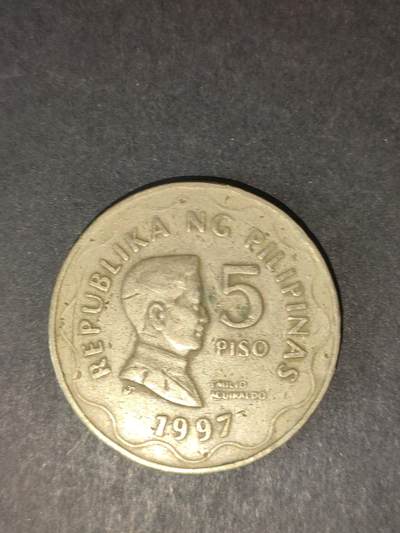 REPUBLIKA NG PILIPINAS
5
PISO
EMILIO
AGUINALDO
1997